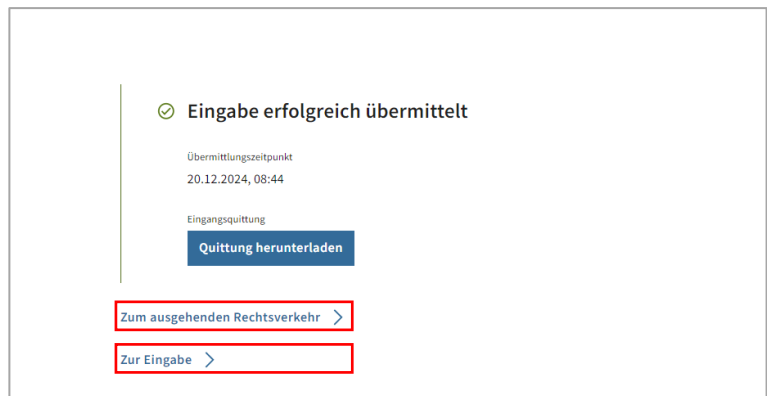 Eingabe erfolgreich übermittelt
Übermittlungszeitpunkt
20.12.2024, 08:44
Eingangsquittung
Quittung herunterladen
Zum ausgehenden Rechtsverkehr
Zur Eingabe